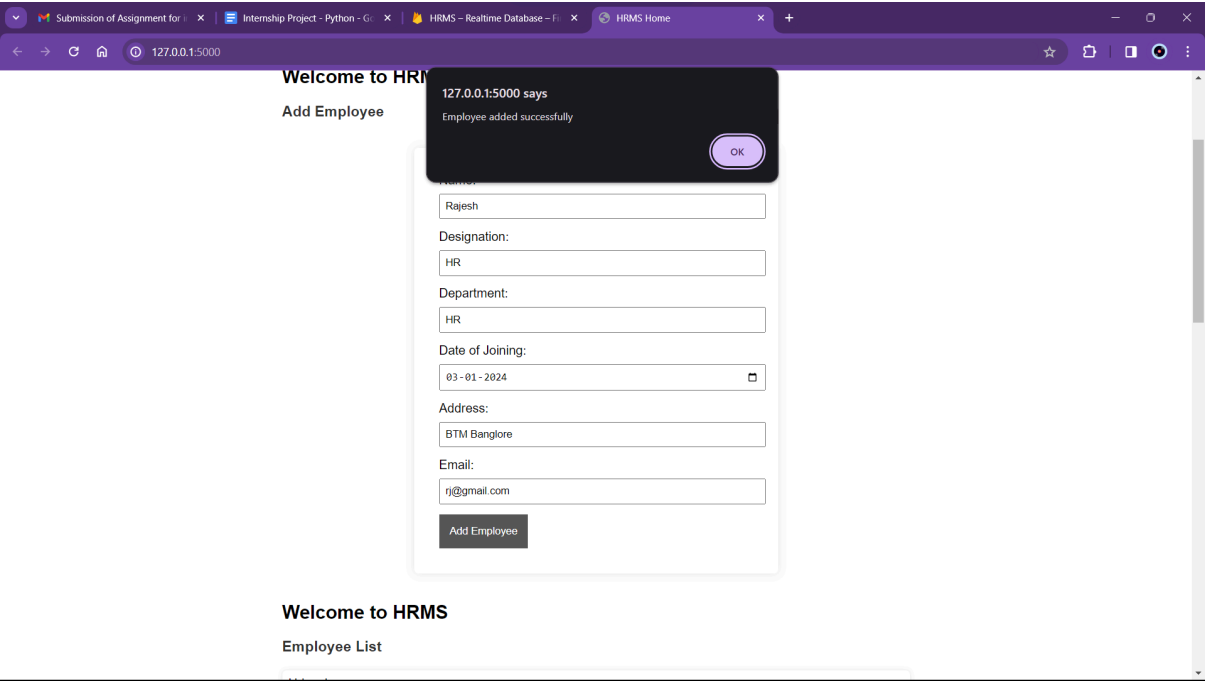 Submission of Assignment for i
Internship Project - Python - Go
HRMS – Realtime Database – Fi
HRMS Home
127.0.0.1:5000
Welcome to HRM
127.0.0.1:5000 says
Add Employee
Employee added successfully
OK
Name:
Rajesh
Designation:
HR
Department:
HR
Date of Joining:
03-01-2024
Address:
BTM Banglore
Email:
rj@gmail.com
Add Employee
Welcome to HRMS
Employee List